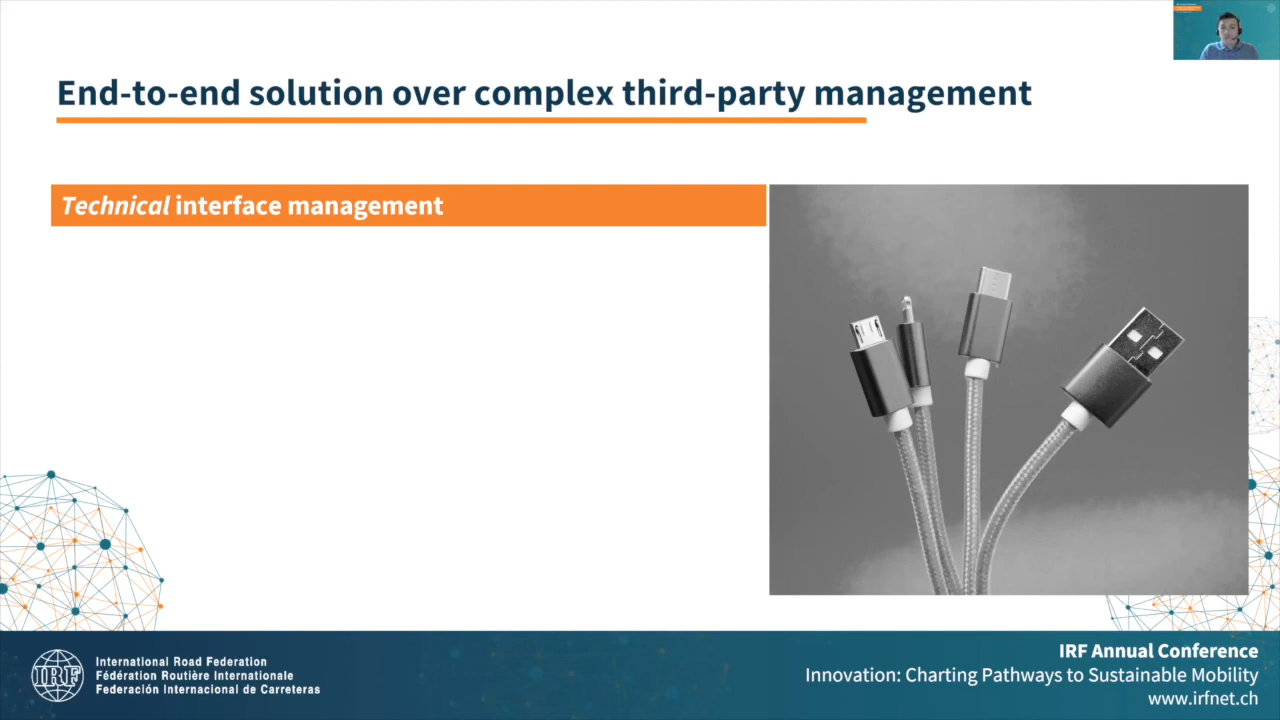 End-to-end solution over complex third-party management
Technical interface management
IRF
International Road Federation
Fédération Routière Internationale
Federación Internacional de Carreteras
IRF Annual Conference
Innovation: Charting Pathways to Sustainable Mobility
www.irfnet.ch